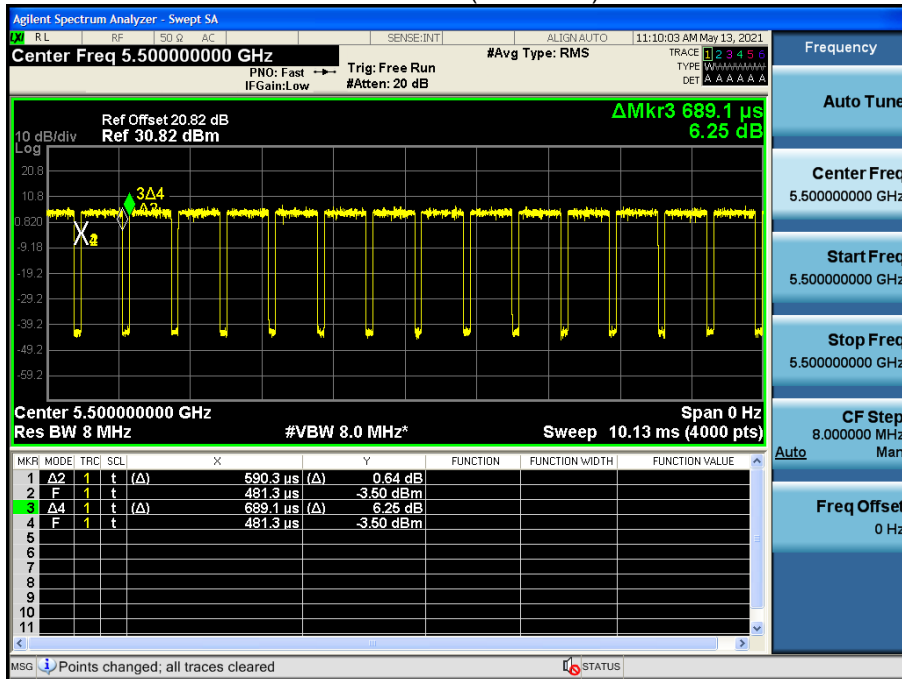 Agilent Spectrum Analyzer - Swept SA
LXI RL RF 50 Ω AC SENSE:INT ALIGN AUTO 11:10:03 AM May 13, 2021
Center Freq 5.500000000 GHz
#Avg Type: RMS
TRACE 1 2 3 4 5 6
PNO: Fast
Trig: Free Run
TYPE WWWWWW
IFGain:Low
#Atten: 20 dB
DET A A A A A A
Frequency
ΔMkr3 689.1 µs
6.25 dB
Ref Offset 20.82 dB
10 dB/div Ref 30.82 dBm
Log
20.8
10.8
0.820
-9.18
-19.2
-29.2
-39.2
-49.2
-59.2
3Δ4
Center 5.500000000 GHz Span 0 Hz
Res BW 8 MHz #VBW 8.0 MHz* Sweep 10.13 ms (4000 pts)
MKR MODE TRC SCL X Y FUNCTION FUNCTION WIDTH FUNCTION VALUE
1 Δ2 1 t (Δ) 590.3 µs (Δ) 0.64 dB
2 F 1 t 481.3 µs -3.50 dBm
3 Δ4 1 t (Δ) 689.1 µs (Δ) 6.25 dB
4 F 1 t 481.3 µs -3.50 dBm
5
6
7
8
9
10
11
MSG Points changed; all traces cleared STATUS
Auto Tune
Center Freq
5.500000000 GHz
Start Freq
5.500000000 GHz
Stop Freq
5.500000000 GHz
CF Step
8.000000 MHz
Auto Man
Freq Offset
0 Hz